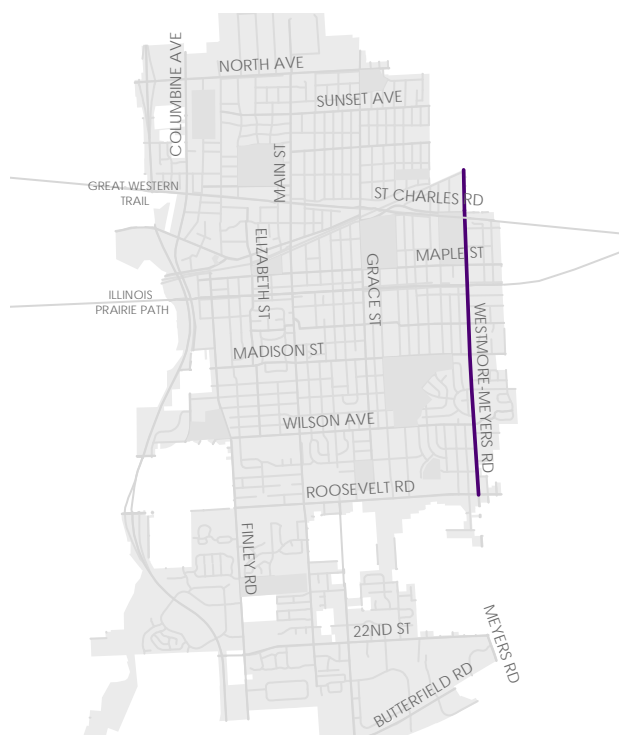 COLUMBINE AVE
NORTH AVE
SUNSET AVE
MAIN ST
GREAT WESTERN
TRAIL
ST CHARLES RD
ELIZABETH ST
GRACE ST
MAPLE ST
ILLINOIS
PRAIRIE PATH
WESTMORE-MEYERS RD
MADISON ST
WILSON AVE
ROOSEVELT RD
FINLEY RD
22ND ST
MEYERS RD
BUTTERFIELD RD